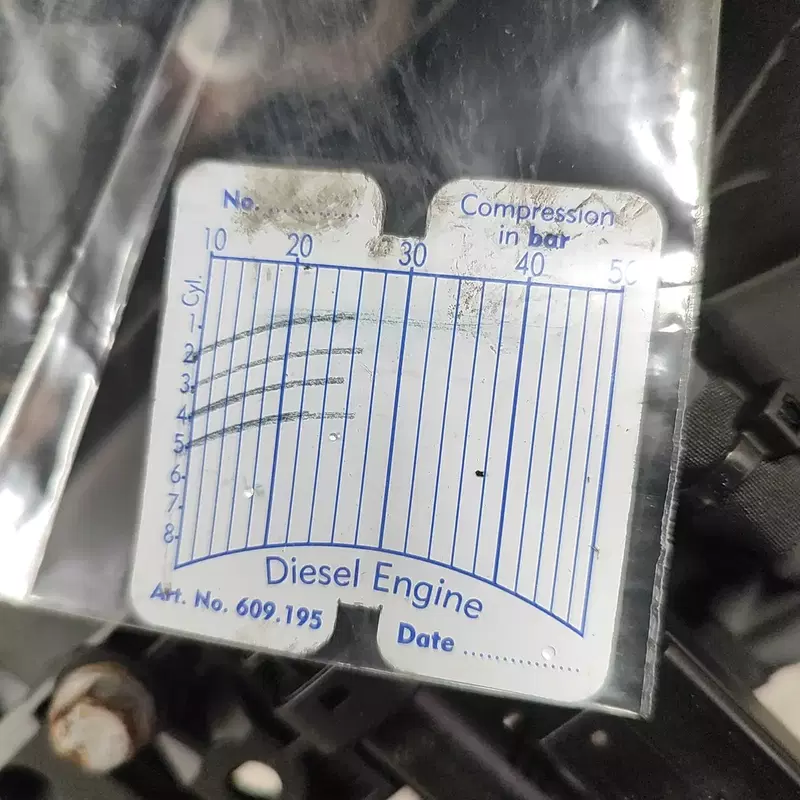 No. ..............
Compression
in bar
10 20 30 40 50
Cyl.
1
2
3
4
5
6
7
8
Diesel Engine
Art. No. 609.195
Date ...............